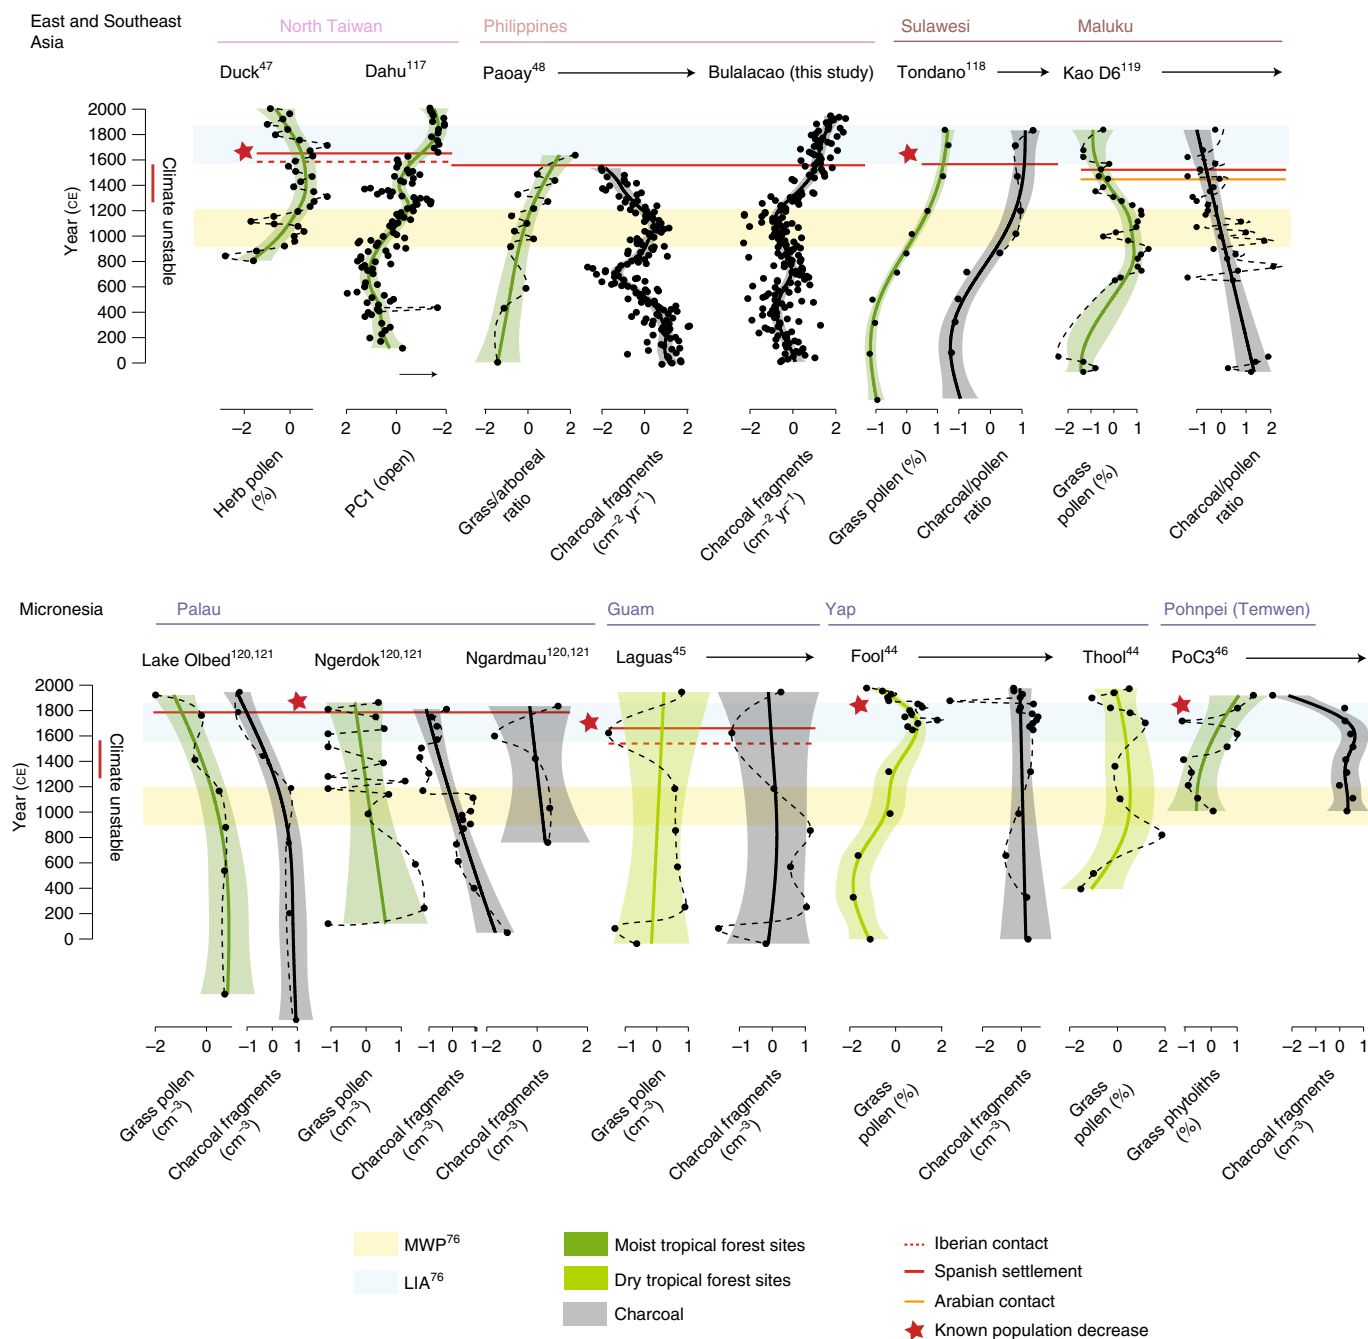 East and Southeast
Asia
North Taiwan
Philippines
Sulawesi
Maluku
Duck47
Dahu117
Paoay48
Bulalacao (this study)
Tondano118
Kao D6119
Year (CE)
2000
1800
1600
1400
1200
1000
800
600
400
200
0
Climate unstable
–2 0
2 0 –2
–2 0 2
–2 0 2
–2 0 2
–1 0 1
–1 0 1
–2 –1 0 1
–1 0 1 2
Herb pollen
(%)
PC1 (open)
Grass/arboreal
ratio
Charcoal fragments
(cm–2 yr–1)
Charcoal fragments
(cm–2 yr–1)
Grass pollen (%)
Charcoal/pollen
ratio
Grass
pollen (%)
Charcoal/pollen
ratio
Micronesia
Palau
Guam
Yap
Pohnpei (Temwen)
Lake Olbed120,121
Ngerdok120,121
Ngardmau120,121
Laguas45
Fool44
Thool44
PoC346
Year (CE)
2000
1800
1600
1400
1200
1000
800
600
400
200
0
Climate unstable
–2 0
–1 0 1
–1 0 1
–1 0 1
–2 0 2
–1 0 1
–1 0 1
–2 0 2
–1 0 1
–2 0 2
–1 0 1
–2 –1 0 1
Grass pollen
(cm–3)
Charcoal fragments
(cm–3)
Grass pollen
(cm–3)
Charcoal fragments
(cm–3)
Charcoal fragments
(cm–3)
Grass pollen
(cm–3)
Charcoal fragments
(cm–3)
Grass
pollen (%)
Charcoal fragments
(cm–3)
Grass
pollen (%)
Grass phytoliths
(%)
Charcoal fragments
(cm–3)
MWP76
LIA76
Moist tropical forest sites
Dry tropical forest sites
Charcoal
Iberian contact
Spanish settlement
Arabian contact
Known population decrease